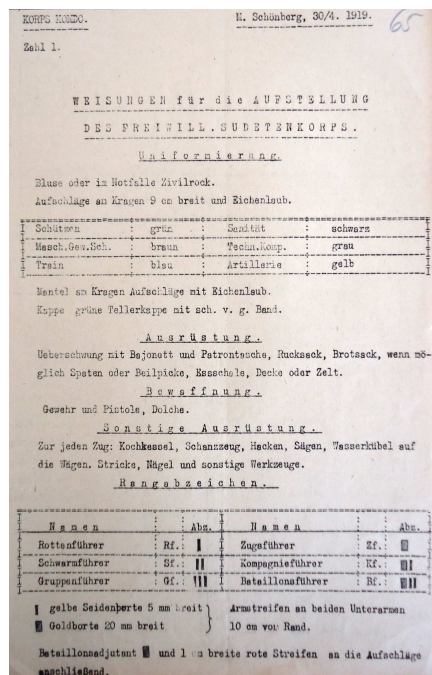 KORPS KOMDO.
M. Schönberg, 30/4. 1919.
65
Zahl 1.
WEISUNGEN für die AUFSTELLUNG
DES FREIWILL. SUDETENKORPS.
Uniformierung.
Bluse oder im Notfalle Zivilrock.
Aufschläge am Kragen 9 cm breit und Eichenlaub.
Schützen : grün : Sanität : schwarz
Masch.Gew.Sch. : braun : Techn.Komp. : grau
Train : blau : Artillerie : gelb
Mantel am Kragen Aufschläge mit Eichenlaub.
Kappe grüne Tellerkappe mit sch. v. g. Band.
Ausrüstung.
Ueberschwung mit Bajonett und Patrontasche, Rucksack, Brotsack, wenn mö-
glich Spaten oder Beilpicke, Essschale, Decke oder Zelt.
Bewaffnung.
Gewehr und Pistole, Dolche.
Sonstige Ausrüstung.
Zur jeden Zug: Kochkessel, Schanzzeug, Hacken, Sägen, Wasserkübel auf
die Wägen. Stricke, Nägel und sonstige Werkzeuge.
Rangabzeichen.
Namen : : Abz. Namen : : Abz.
Rottenführer : Rf.: Zugsführer : Zf.:
Schwarmführer : Sf.: Kompagnieführer : Kf.:
Gruppenführer : Gf.: Bataillonsführer : Bf.:
gelbe Seidenborte 5 mm breit } Armstreifen an beiden Unterarmen
Goldborte 20 mm breit } 10 cm vom Rand.
Bataillonsadjutant und 1 cm breite rote Streifen an die Aufschläge
anschließend.